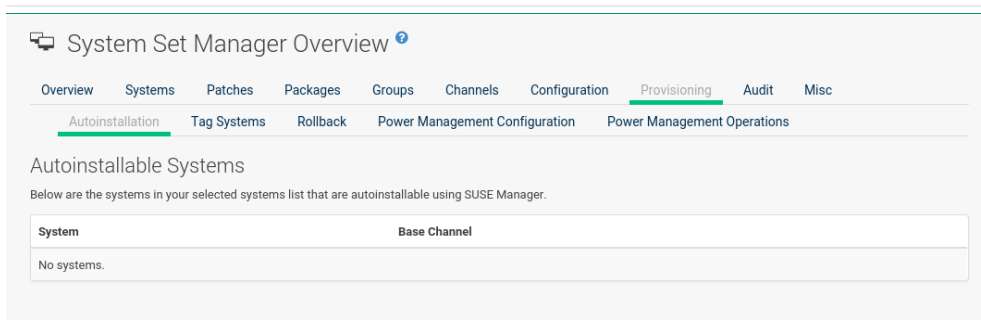 System Set Manager Overview ?
Overview Systems Patches Packages Groups Channels Configuration Provisioning Audit Misc
Autoinstallation Tag Systems Rollback Power Management Configuration Power Management Operations
Autoinstallable Systems
Below are the systems in your selected systems list that are autoinstallable using SUSE Manager.
System Base Channel
No systems.